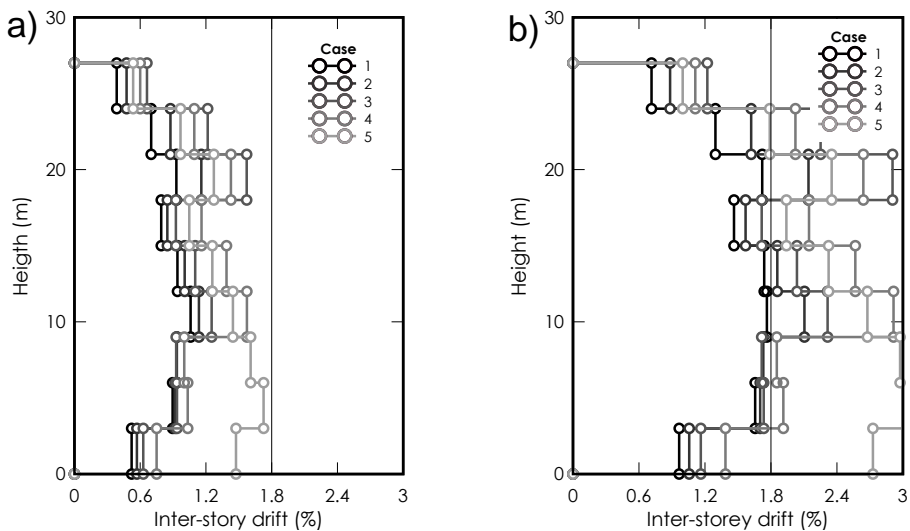 a)
30
20
10
0
Heigth (m)
Case
1
2
3
4
5
0 0.6 1.2 1.8 2.4 3
Inter-story drift (%)
b)
30
20
10
0
Height (m)
Case
1
2
3
4
5
0 0.6 1.2 1.8 2.4 3
Inter-storey drift (%)